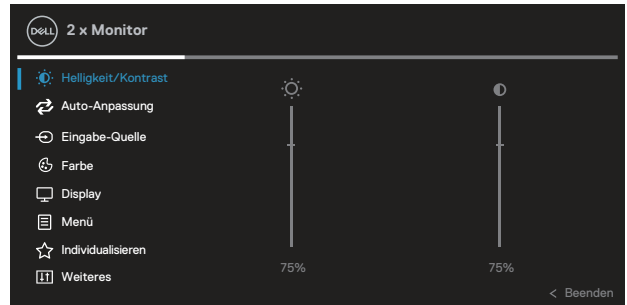 DELL 2 x Monitor
Helligkeit/Kontrast
Auto-Anpassung
Eingabe-Quelle
Farbe
Display
Menü
Individualisieren
Weiteres
75% 75%
< Beenden